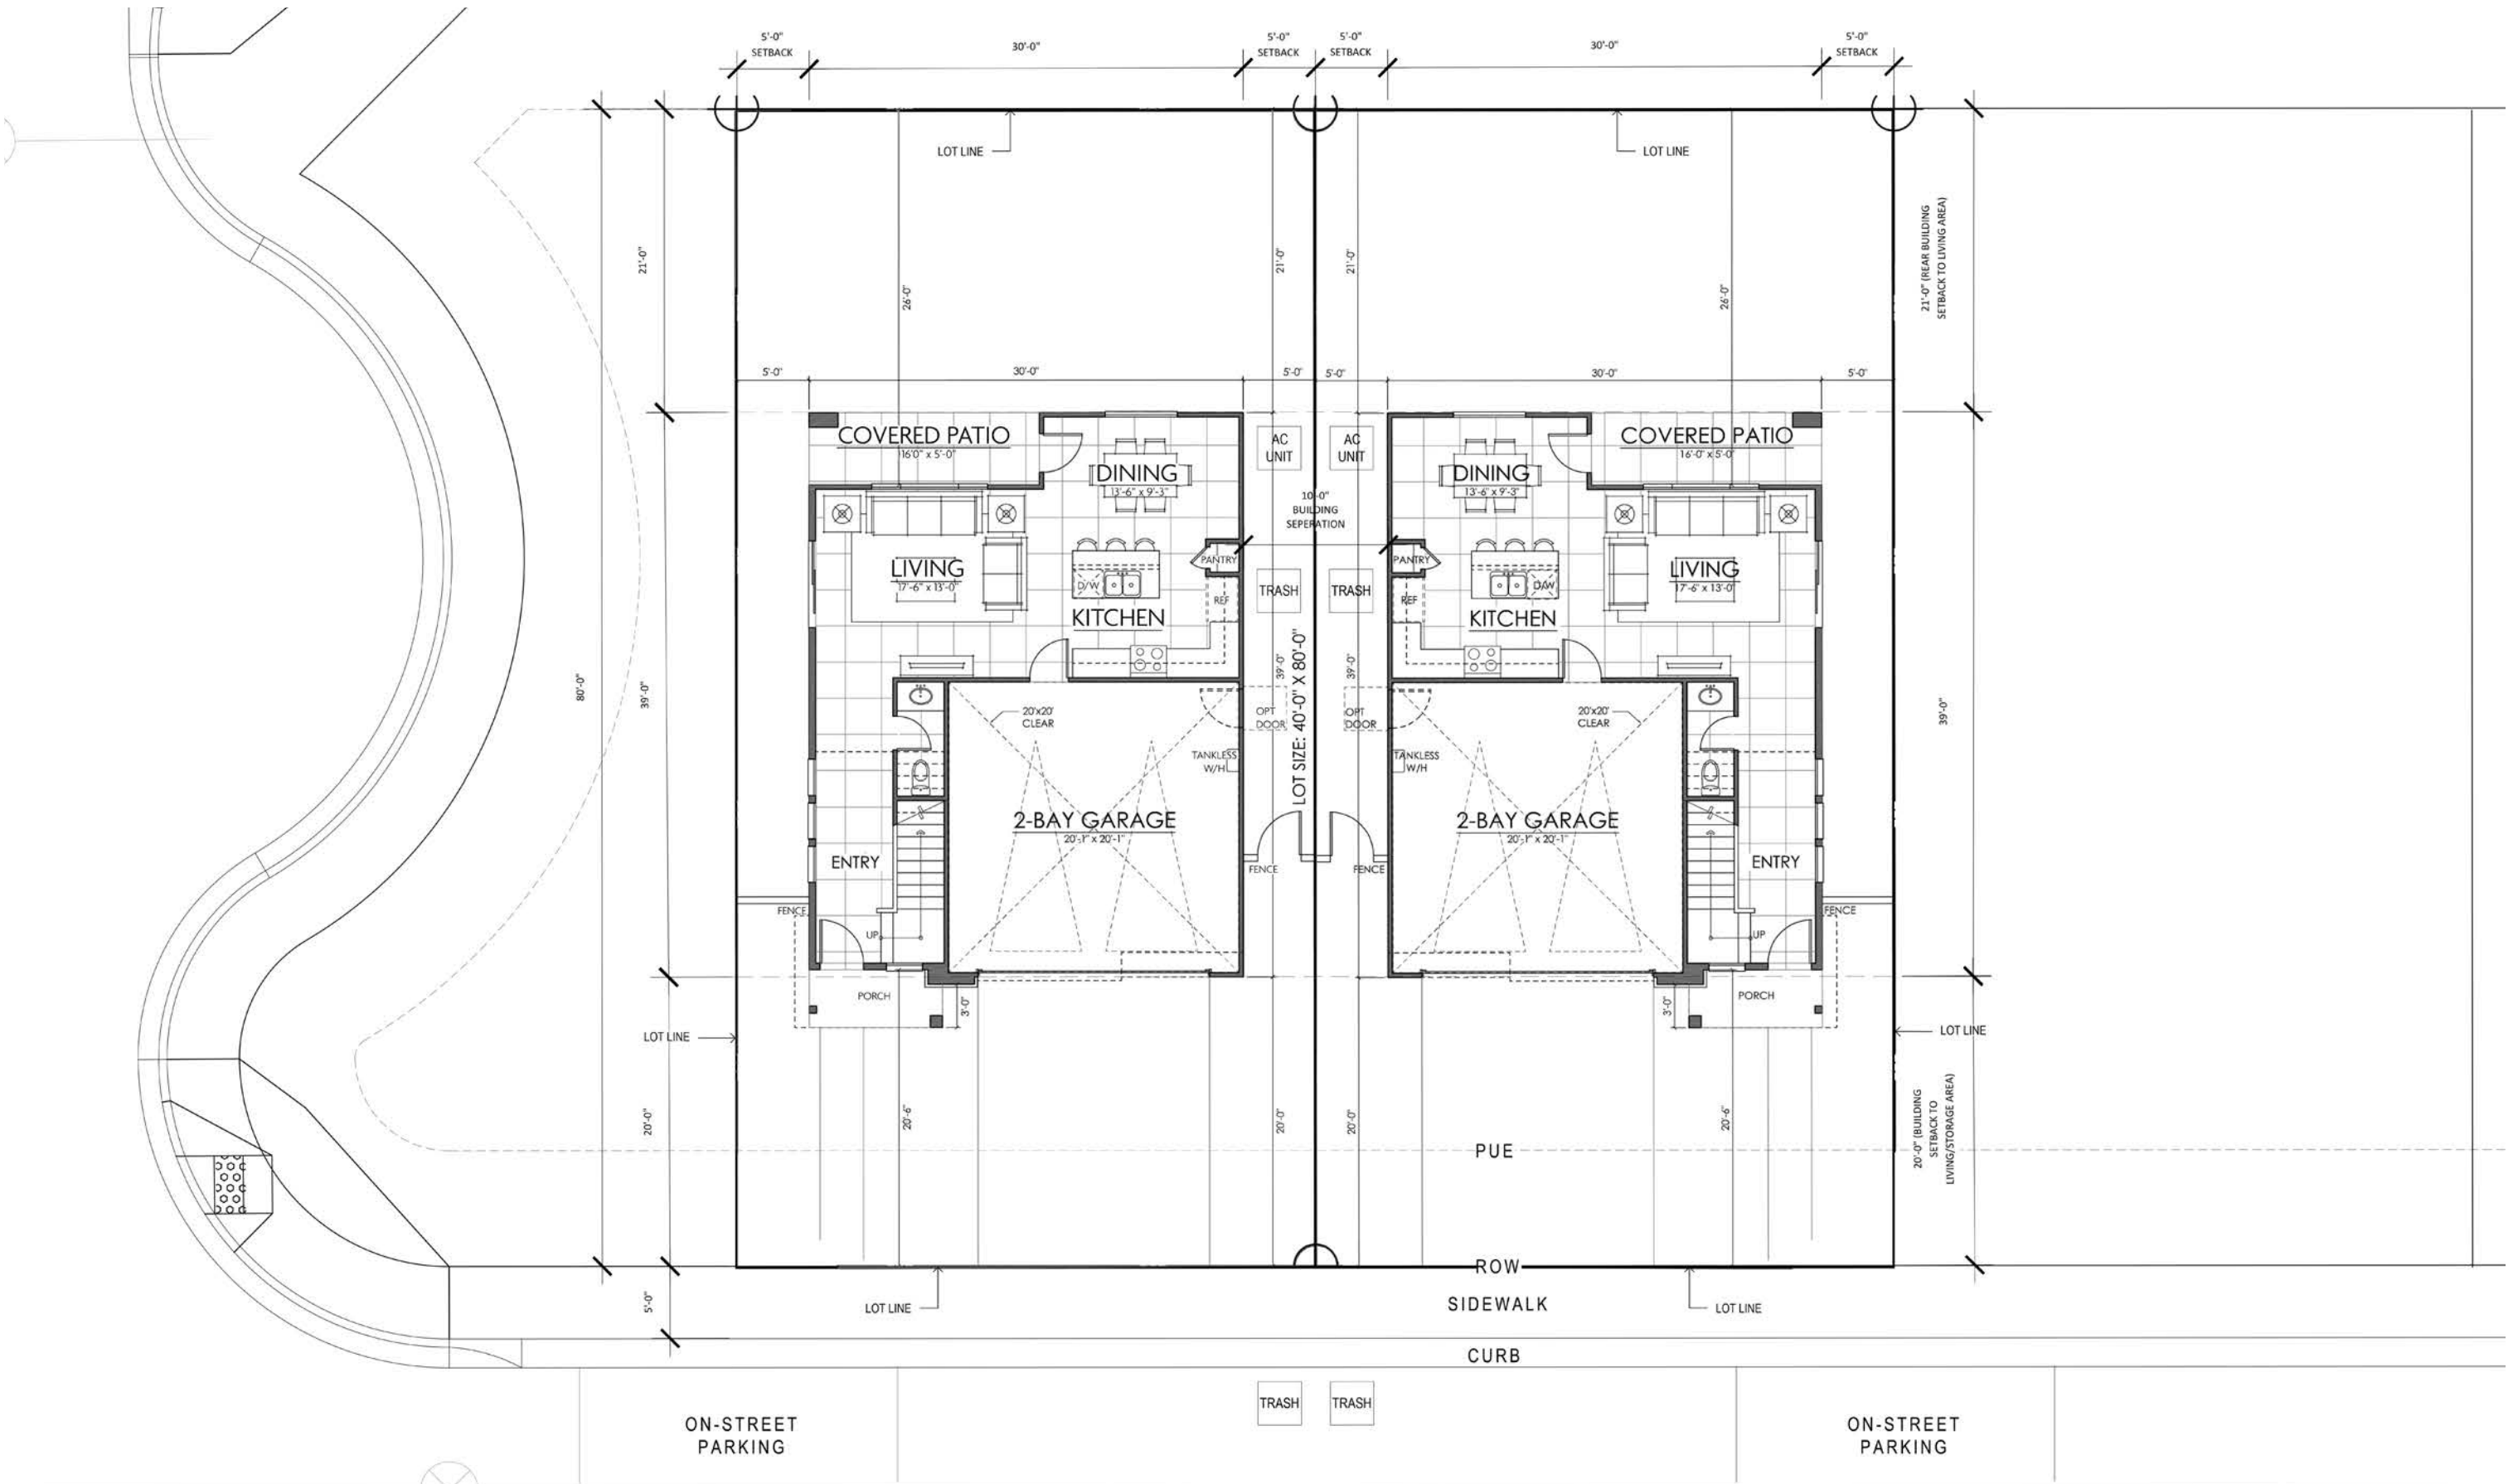 5'-0"
SETBACK
30'-0"
5'-0"
SETBACK
5'-0"
SETBACK
30'-0"
5'-0"
SETBACK
LOT LINE
LOT LINE
21'-0"
26'-0"
21'-0"
21'-0"
26'-0"
21'-0" (REAR BUILDING
SETBACK TO LIVING AREA)
5'-0"
30'-0"
5'-0"
5'-0"
30'-0"
5'-0"
COVERED PATIO
16'0" x 5'-0"
DINING
13'-6" x 9'-3"
AC
UNIT
AC
UNIT
DINING
13'-6" x 9'-3"
COVERED PATIO
16'-0" x 5'-0"
10'-0"
BUILDING
SEPERATION
LIVING
17'-6" x 13'-0"
D/W
PANTRY
REF
KITCHEN
TRASH
TRASH
PANTRY
REF
D/W
KITCHEN
LIVING
17'-6" x 13'-0"
80'-0"
39'-0"
39'-0"
LOT SIZE: 40'-0" X 80'-0"
39'-0"
39'-0"
20'x20'
CLEAR
OPT
DOOR
OPT
DOOR
20'x20'
CLEAR
TANKLESS
W/H
TANKLESS
W/H
2-BAY GARAGE
20'-1" x 20'-1"
2-BAY GARAGE
20'-1" x 20'-1"
ENTRY
FENCE
FENCE
ENTRY
FENCE
UP
UP
FENCE
PORCH
3'-0"
3'-0"
PORCH
LOT LINE
LOT LINE
20'-0"
20'-6"
20'-0"
20'-0"
20'-6"
20'-0" (BUILDING
SETBACK TO
LIVING/STORAGE AREA)
PUE
ROW
5'-0"
LOT LINE
SIDEWALK
LOT LINE
CURB
TRASH
TRASH
ON-STREET
PARKING
ON-STREET
PARKING